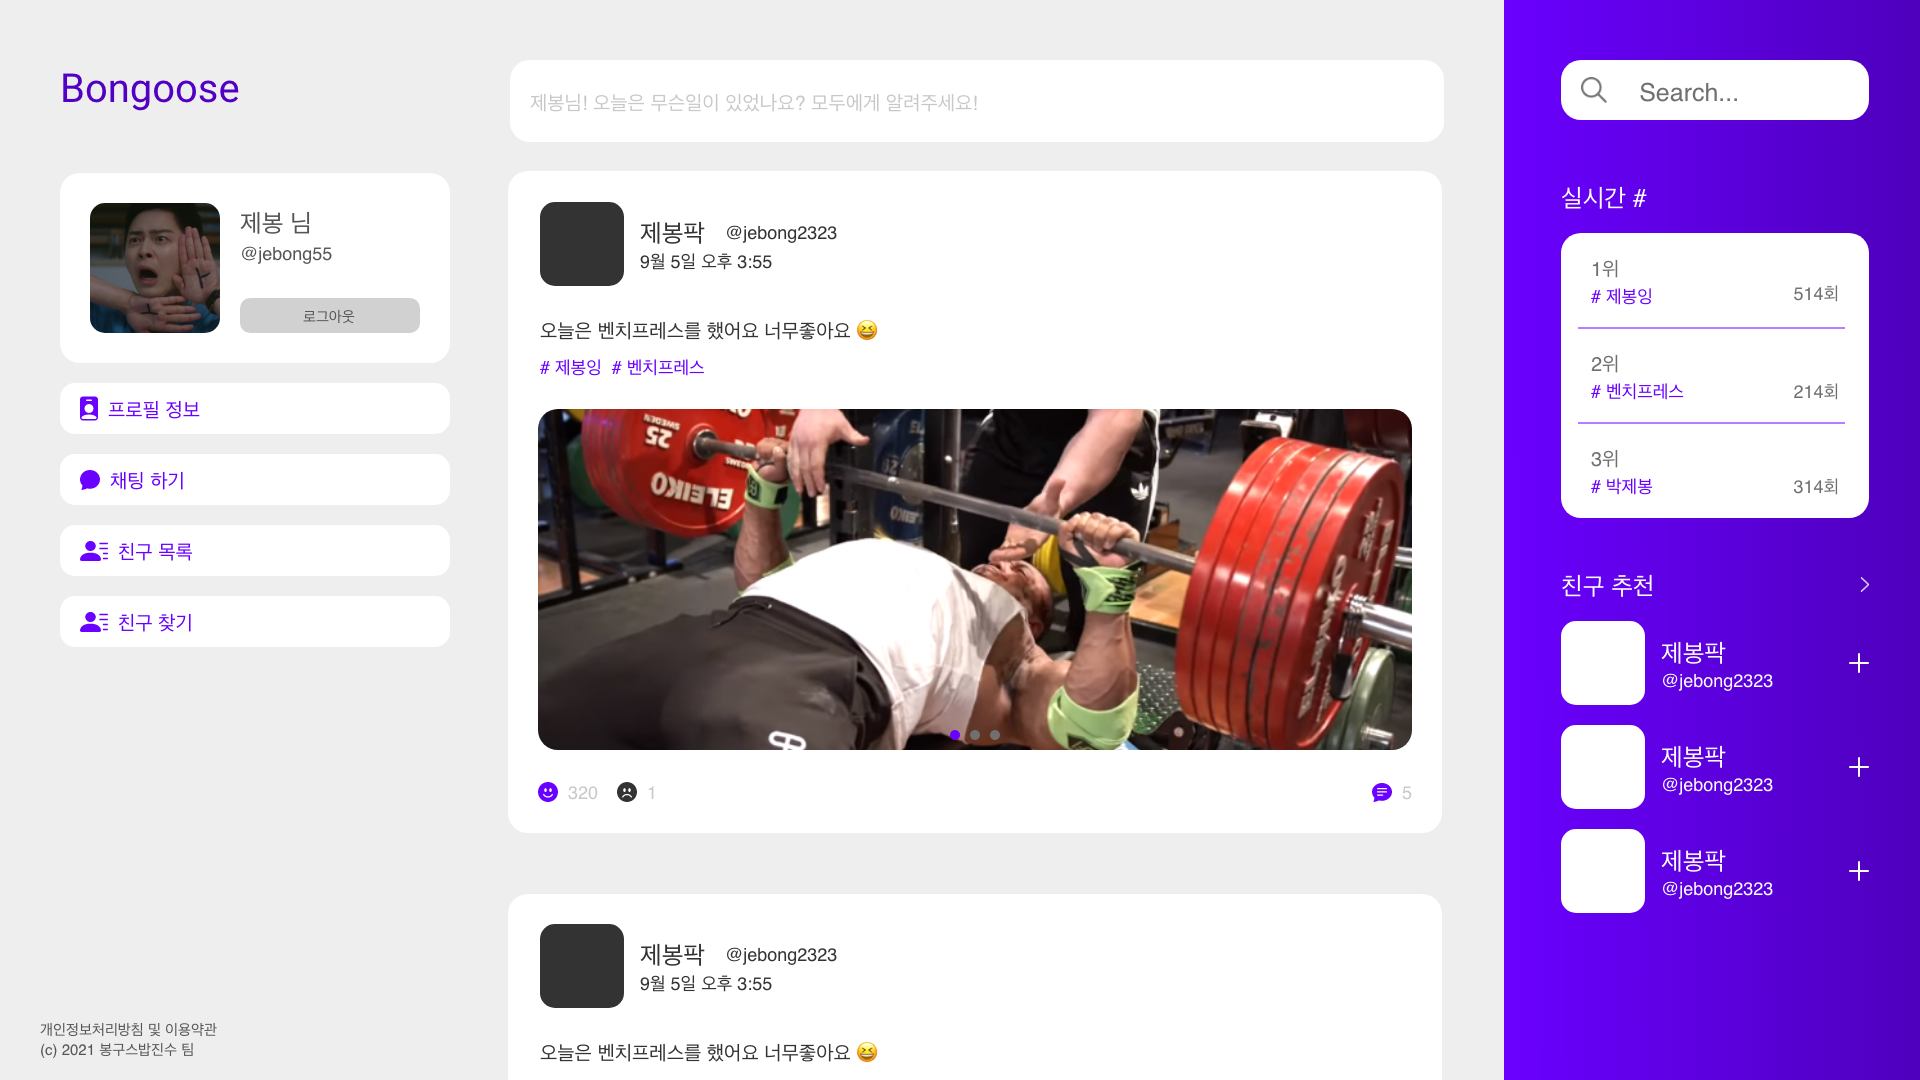 Bongoose
제봉 님
@jebong55
로그아웃
프로필 정보
채팅 하기
친구 목록
친구 찾기
개인정보처리방침 및 이용약관
(c) 2021 봉구스밥진수 팀
제봉님! 오늘은 무슨일이 있었나요? 모두에게 알려주세요!
제봉팍 @jebong2323
9월 5일 오후 3:55
오늘은 벤치프레스를 했어요 너무좋아요 😆
# 제봉잉 # 벤치프레스
SWEDEN
25
ELEIKO
ELEIKO
320 1 5
제봉팍 @jebong2323
9월 5일 오후 3:55
오늘은 벤치프레스를 했어요 너무좋아요 😆
Search...
실시간 #
1위
# 제봉잉 514회
2위
# 벤치프레스 214회
3위
# 박제봉 314회
친구 추천
제봉팍
@jebong2323
제봉팍
@jebong2323
제봉팍
@jebong2323